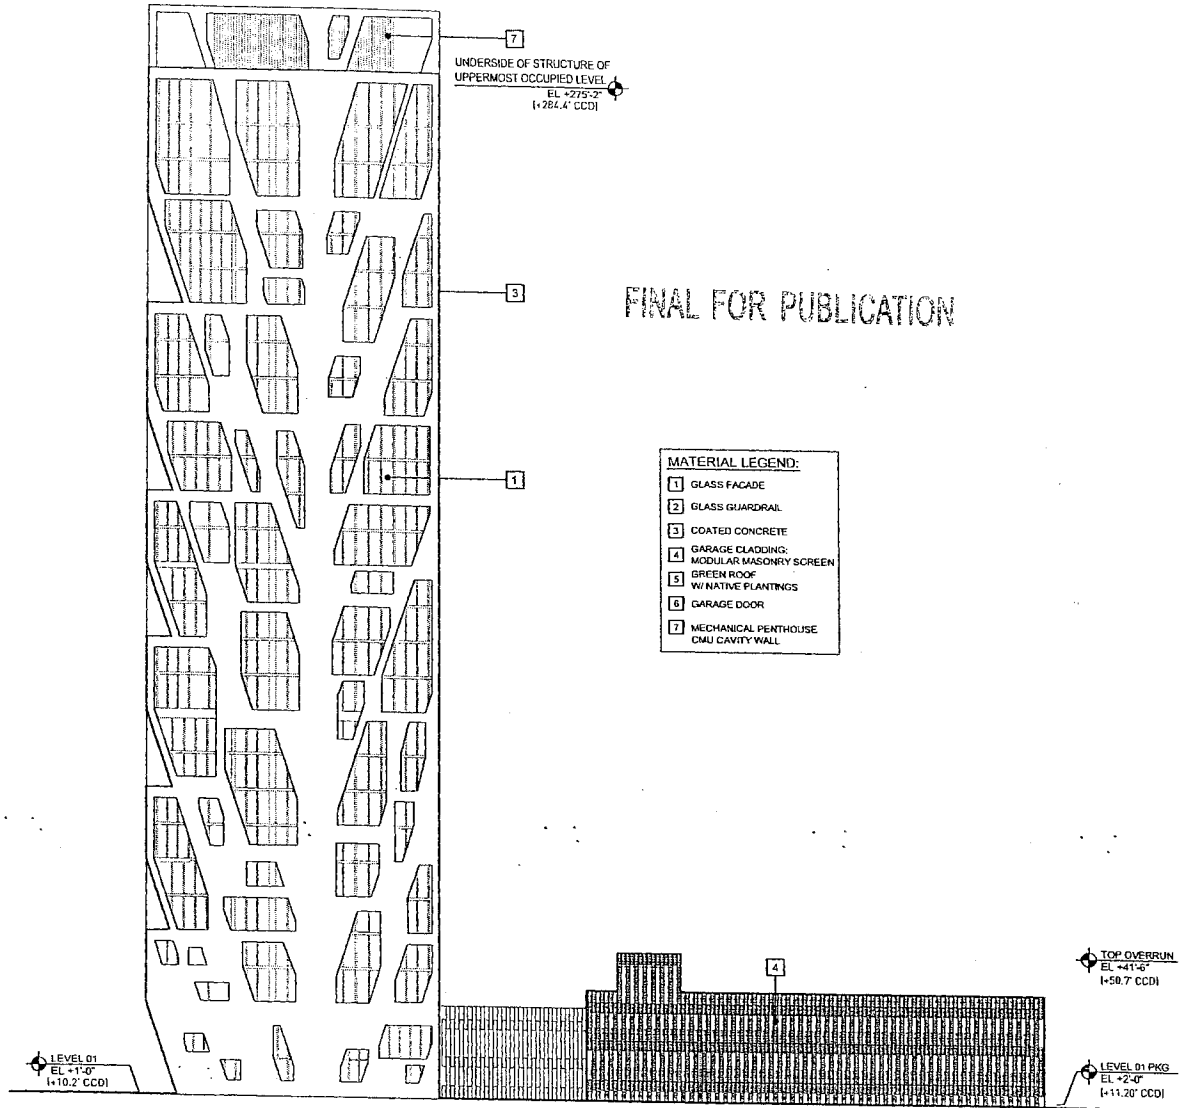 7
UNDERSIDE OF STRUCTURE OF
UPPERMOST OCCUPIED LEVEL
EL +275'-2"
[+284.4' CCD]
3
FINAL FOR PUBLICATION
1
MATERIAL LEGEND:
1 GLASS FACADE
2 GLASS GUARDRAIL
3 COATED CONCRETE
4 GARAGE CLADDING:
MODULAR MASONRY SCREEN
5 GREEN ROOF
W/ NATIVE PLANTINGS
6 GARAGE DOOR
7 MECHANICAL PENTHOUSE
CMU CAVITY WALL
4
TOP OVERRUN
EL +41'-6"
[+50.7' CCD]
LEVEL 01
EL +1'-0"
[+10.2' CCD]
LEVEL 01 PKG
EL +2'-0"
[+11.20' CCD]